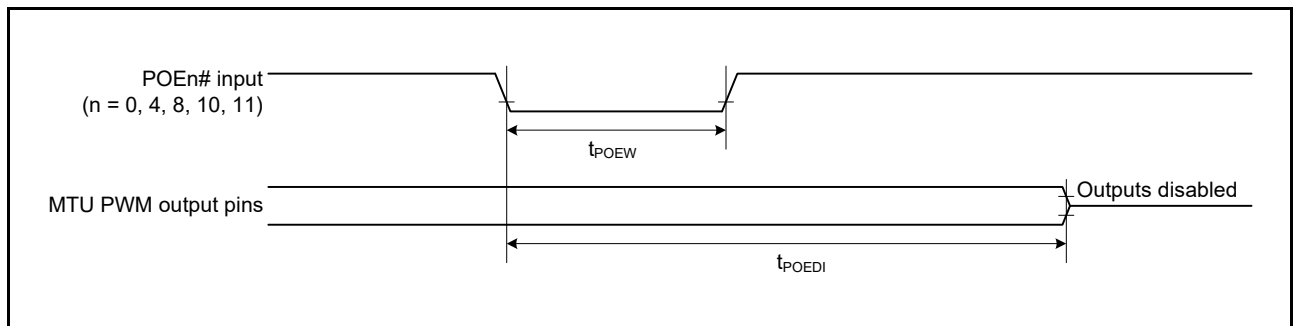 POEn# input
(n = 0, 4, 8, 10, 11)
tPOEW
MTU PWM output pins
Outputs disabled
tPOEDI